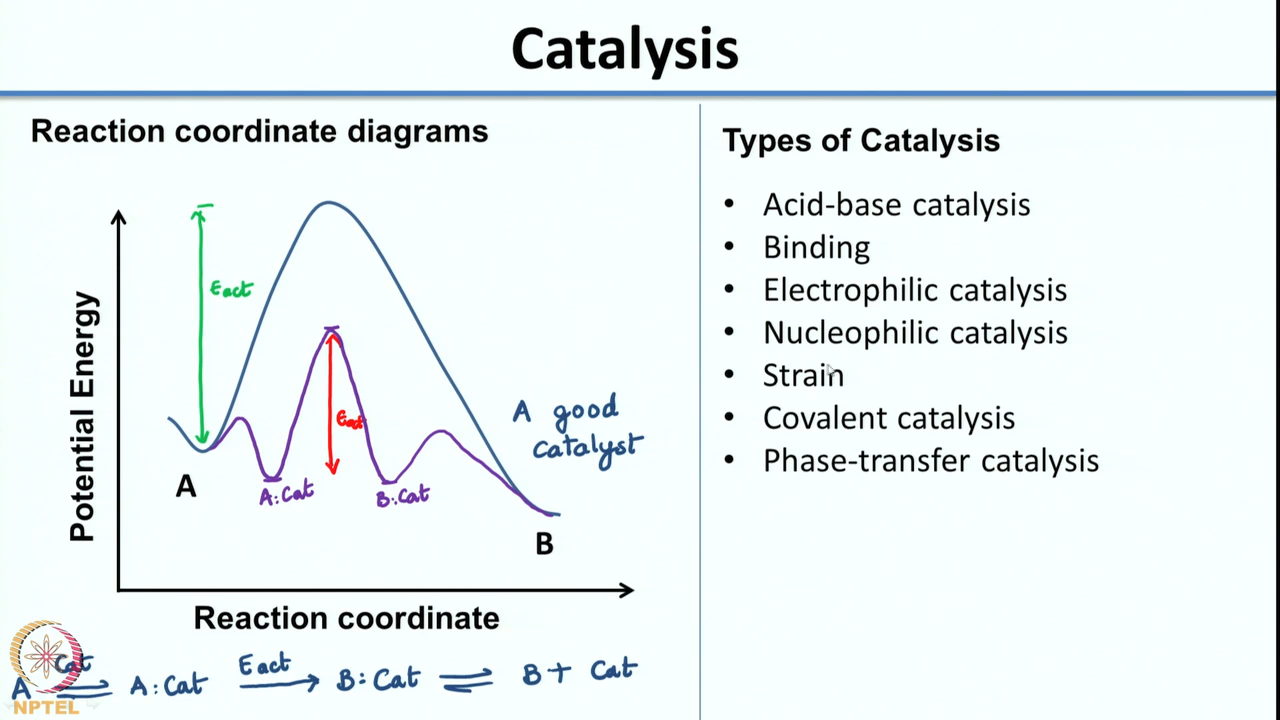 Catalysis
Reaction coordinate diagrams
Eact
Eact
A good
catalyst
A
A:Cat
B:Cat
B
Potential Energy
Reaction coordinate
A Cat ⇌ A:Cat Eact → B:Cat ⇌ B + Cat
NPTEL
Types of Catalysis
• Acid-base catalysis
• Binding
• Electrophilic catalysis
• Nucleophilic catalysis
• Strain
• Covalent catalysis
• Phase-transfer catalysis